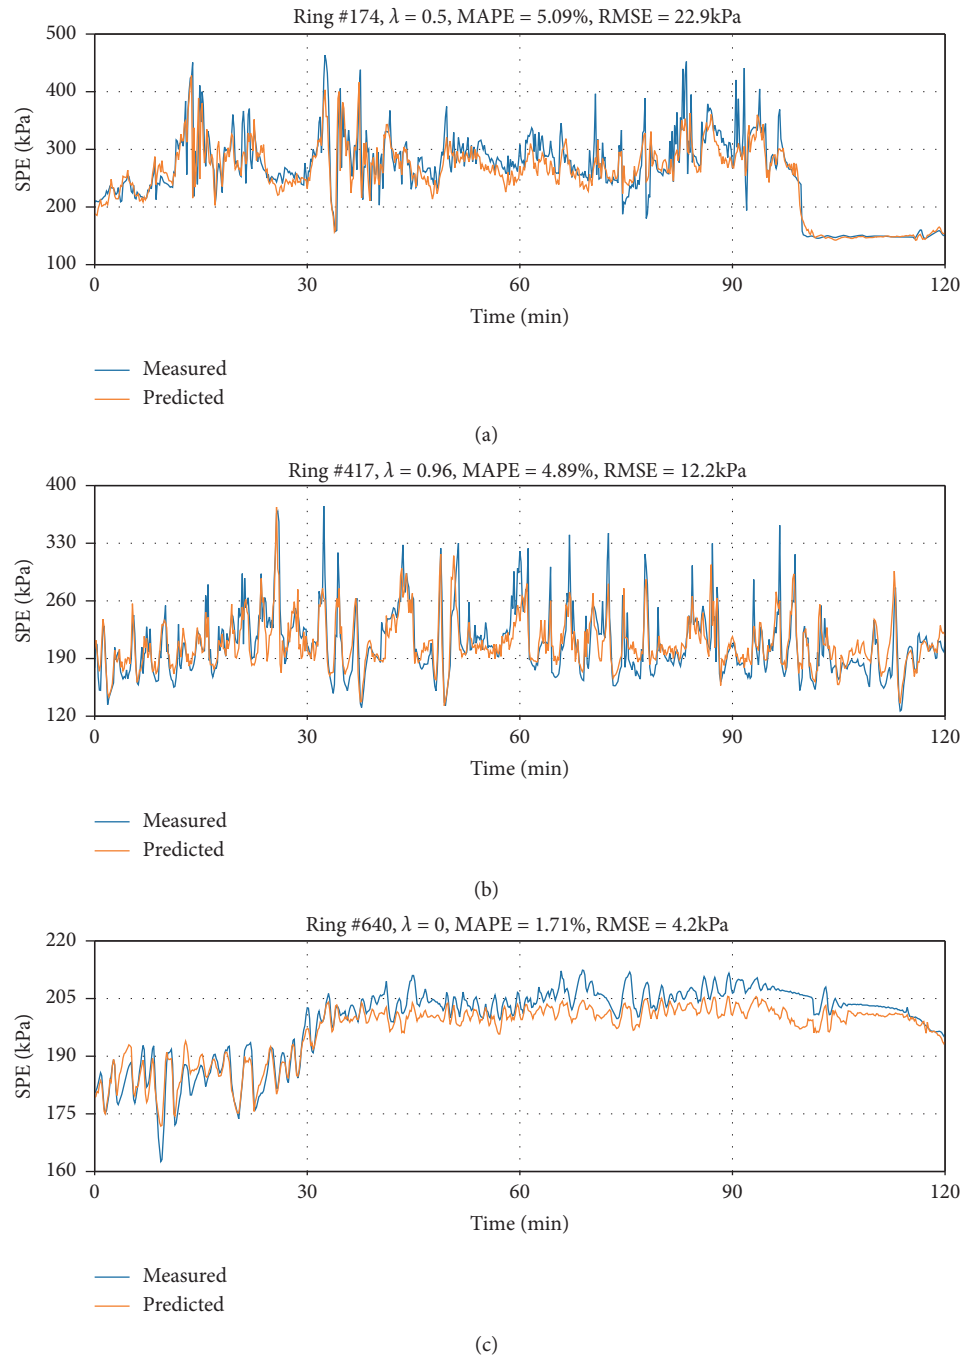 Ring #174, λ = 0.5, MAPE = 5.09%, RMSE = 22.9kPa
500
400
300
200
100
SPE (kPa)
0 30 60 90 120
Time (min)
Measured
Predicted
(a)
Ring #417, λ = 0.96, MAPE = 4.89%, RMSE = 12.2kPa
400
330
260
190
120
SPE (kPa)
0 30 60 90 120
Time (min)
Measured
Predicted
(b)
Ring #640, λ = 0, MAPE = 1.71%, RMSE = 4.2kPa
220
205
190
175
160
SPE (kPa)
0 30 60 90 120
Time (min)
Measured
Predicted
(c)